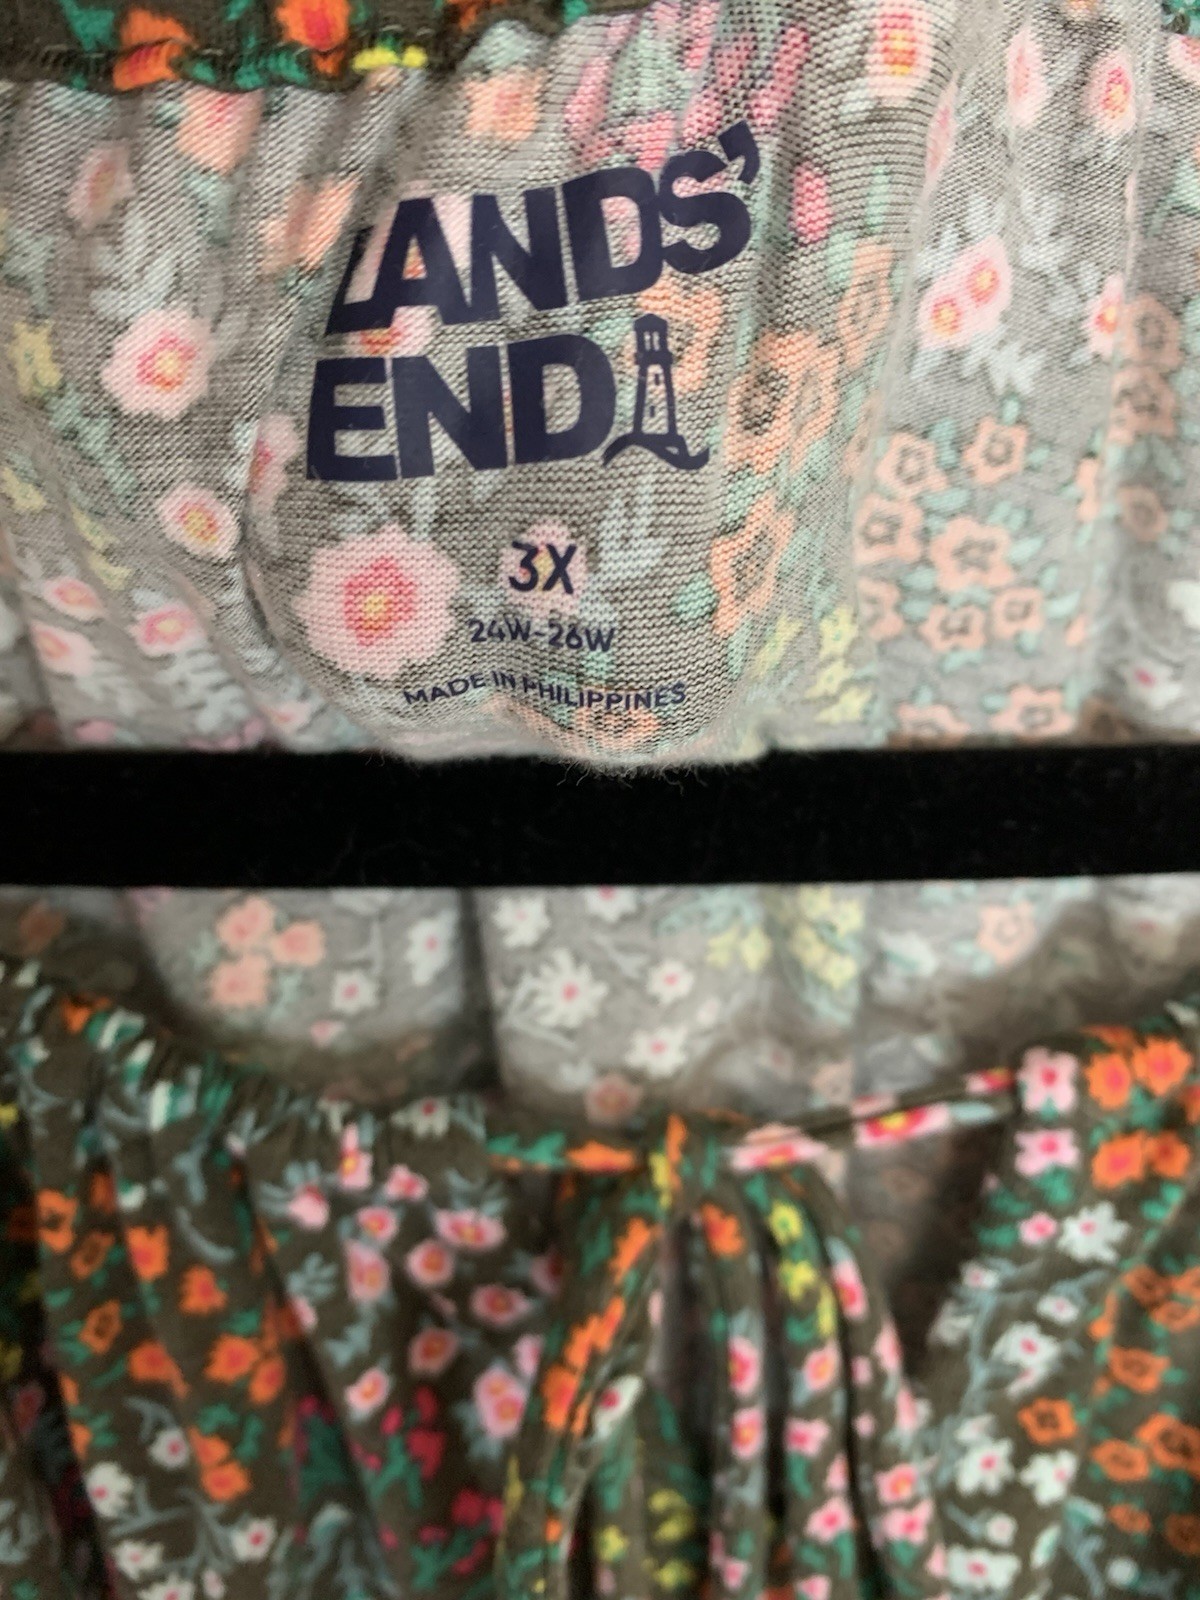 LANDS'
END
3X
24W-26W
MADE IN PHILIPPINES